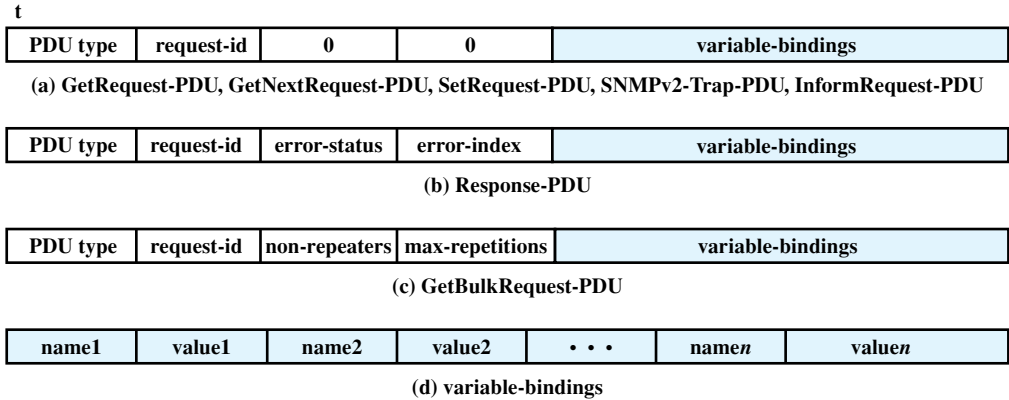 t
PDU type request-id 0 0 variable-bindings
(a) GetRequest-PDU, GetNextRequest-PDU, SetRequest-PDU, SNMPv2-Trap-PDU, InformRequest-PDU
PDU type request-id error-status error-index variable-bindings
(b) Response-PDU
PDU type request-id non-repeaters max-repetitions variable-bindings
(c) GetBulkRequest-PDU
name1 value1 name2 value2 • • • namen valuen
(d) variable-bindings